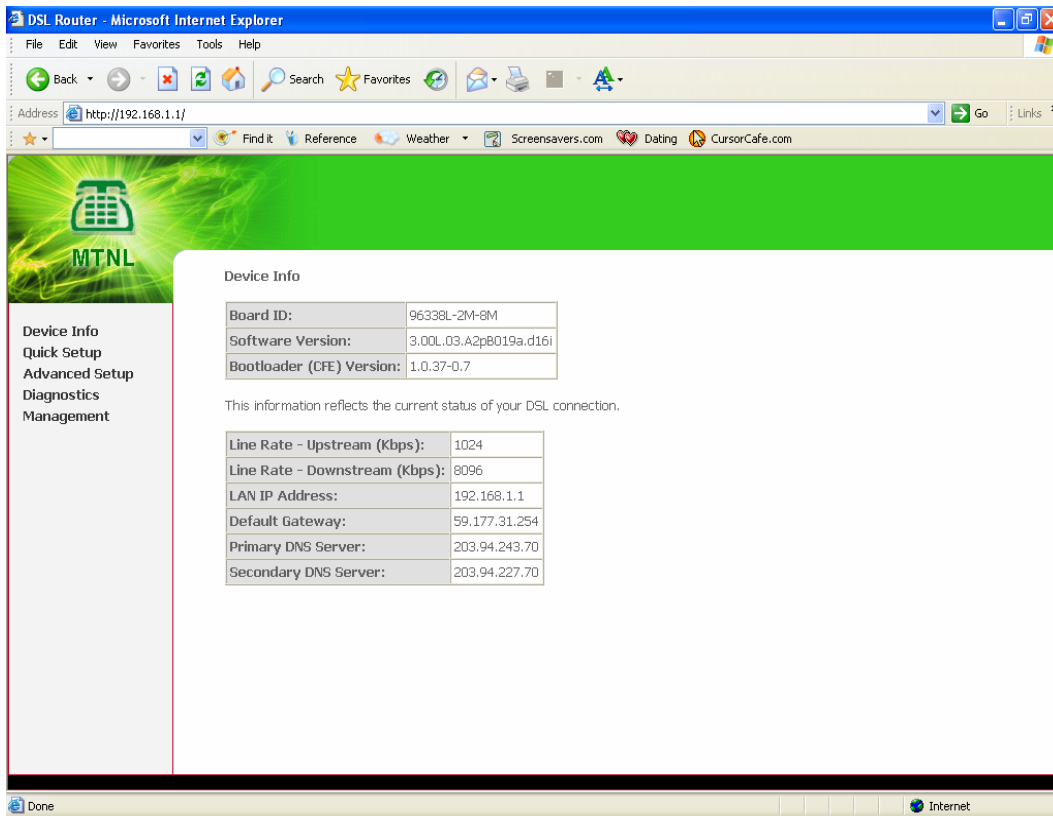 DSL Router - Microsoft Internet Explorer
File Edit View Favorites Tools Help
Back Search Favorites
Address http://192.168.1.1/ Go Links
Find it Reference Weather Screensavers.com Dating CursorCafe.com
MTNL
Device Info
Quick Setup
Advanced Setup
Diagnostics
Management
Device Info
Board ID: 96338L-2M-8M
Software Version: 3.00L.03.A2pB019a.d16i
Bootloader (CFE) Version: 1.0.37-0.7
This information reflects the current status of your DSL connection.
Line Rate - Upstream (Kbps): 1024
Line Rate - Downstream (Kbps): 8096
LAN IP Address: 192.168.1.1
Default Gateway: 59.177.31.254
Primary DNS Server: 203.94.243.70
Secondary DNS Server: 203.94.227.70
Done Internet